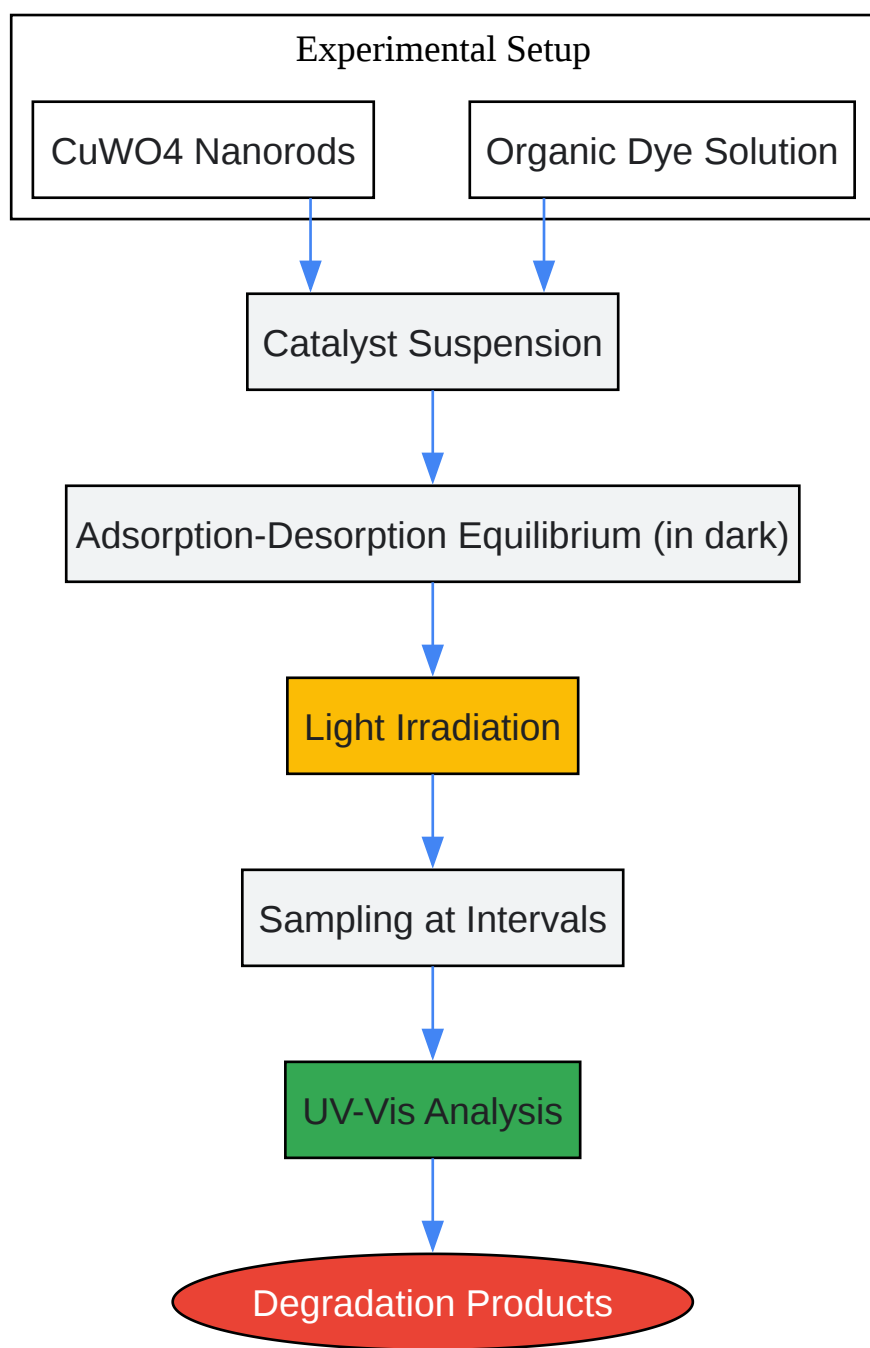 Experimental Setup
CuWO4 Nanorods
Organic Dye Solution
Catalyst Suspension
Adsorption-Desorption Equilibrium (in dark)
Light Irradiation
Sampling at Intervals
UV-Vis Analysis
Degradation Products